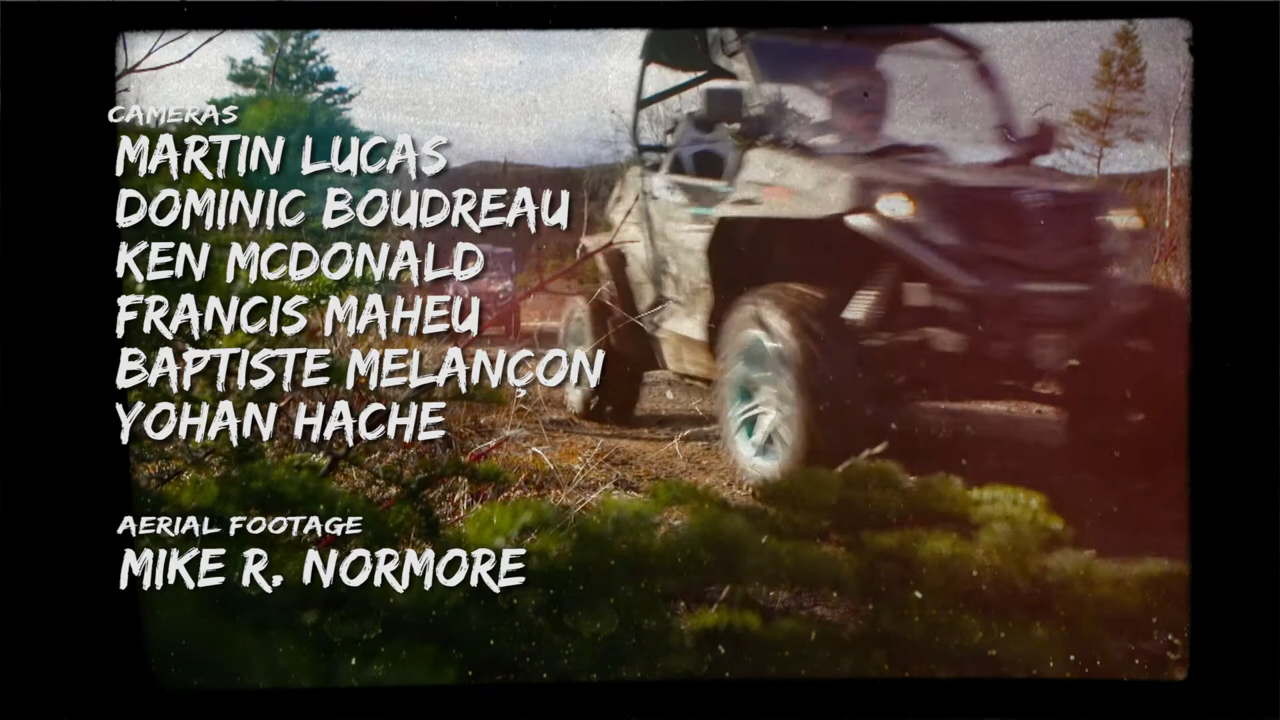 CAMERAS
MARTIN LUCAS
DOMINIC BOUDREAU
KEN MCDONALD
FRANCIS MAHEU
BAPTISTE MELANÇON
YOHAN HACHE
AERIAL FOOTAGE
MIKE R. NORMORE